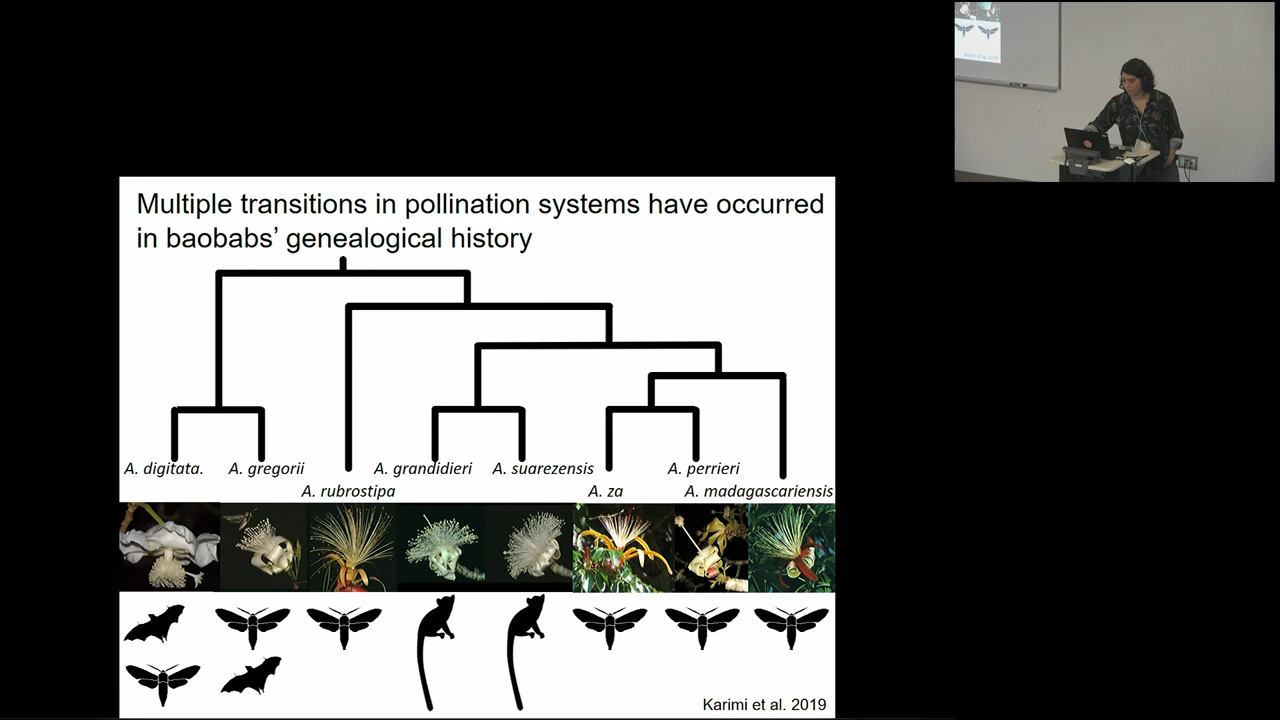 Multiple transitions in pollination systems have occurred
in baobabs’ genealogical history
A. digitata.
A. gregorii
A. rubrostipa
A. grandidieri
A. suarezensis
A. za
A. perrieri
A. madagascariensis
Karimi et al. 2019